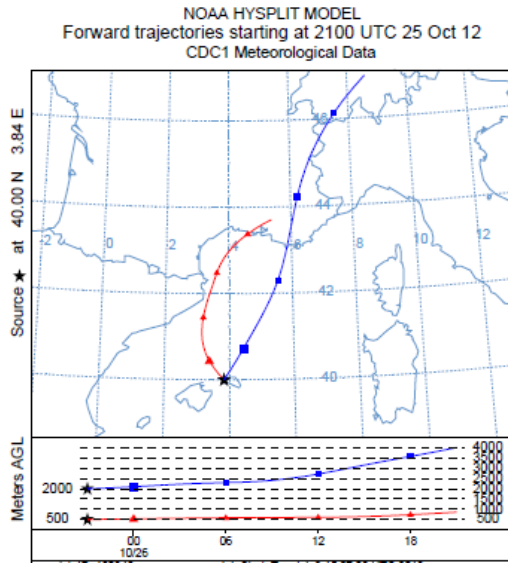 NOAA HYSPLIT MODEL
Forward trajectories starting at 2100 UTC 25 Oct 12
CDC1 Meteorological Data
Source ★ at 40.00 N 3.84 E
46
44
-2 0 2 4 6 8 10 12
42
40
Meters AGL
2000
500
4000
3500
3000
2500
2000
1500
1000
500
00 06 12 18
10/26